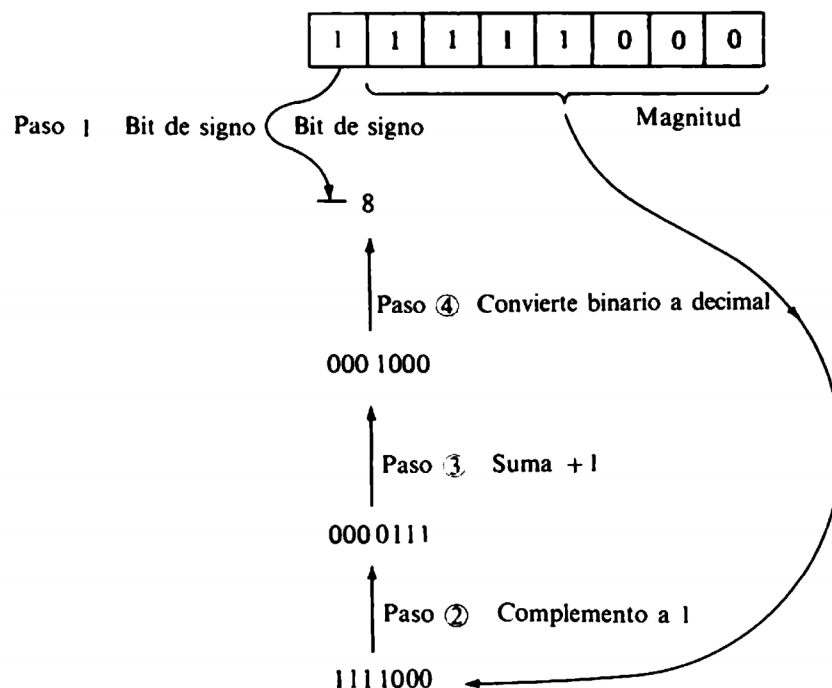 1 1 1 1 1 0 0 0
Paso 1 Bit de signo Bit de signo Magnitud
— 8
Paso ④ Convierte binario a decimal
000 1000
Paso ③ Suma +1
000 0111
Paso ② Complemento a 1
111 1000